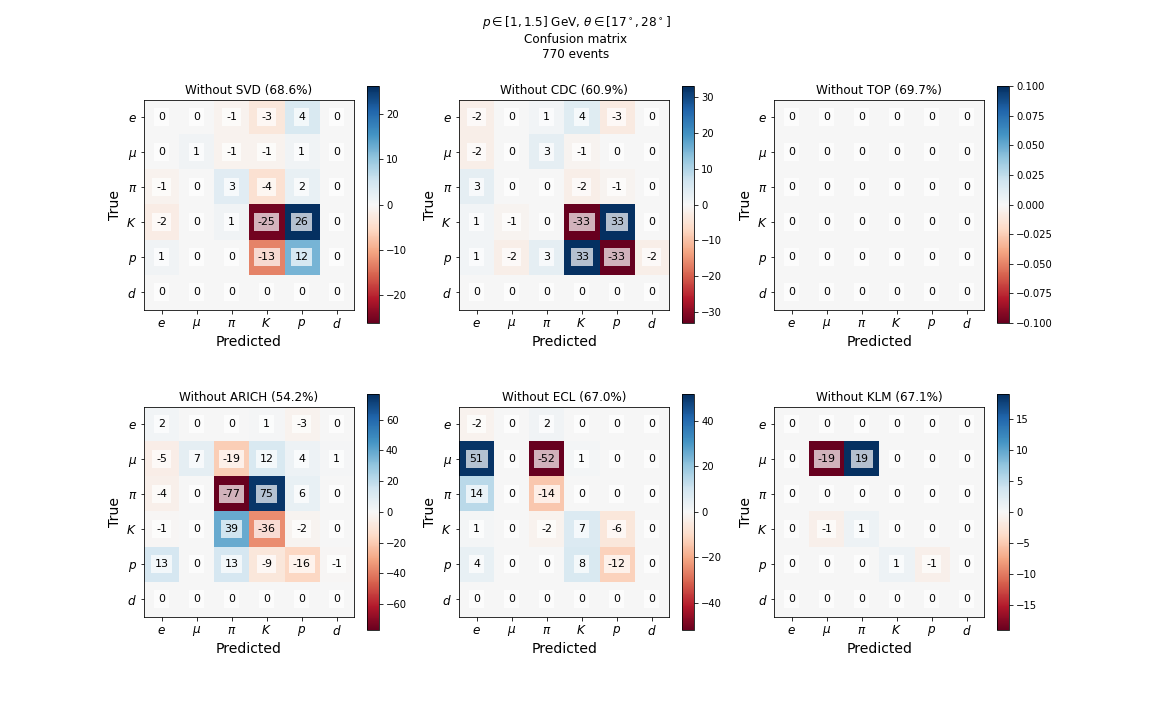 p ∈ [1, 1.5] GeV, θ ∈ [17°, 28°]
Confusion matrix
770 events
Without SVD (68.6%)
True
e 0 0 -1 -3 4 0
μ 0 1 -1 -1 1 0
π -1 0 3 -4 2 0
K -2 0 1 -25 26 0
p 1 0 0 -13 12 0
d 0 0 0 0 0 0
e μ π K p d
Predicted
20
10
0
−10
−20
Without CDC (60.9%)
True
e -2 0 1 4 -3 0
μ -2 0 3 -1 0 0
π 3 0 0 -2 -1 0
K 1 -1 0 -33 33 0
p 1 -2 3 33 -33 -2
d 0 0 0 0 0 0
e μ π K p d
Predicted
30
20
10
0
−10
−20
−30
Without TOP (69.7%)
True
e 0 0 0 0 0 0
μ 0 0 0 0 0 0
π 0 0 0 0 0 0
K 0 0 0 0 0 0
p 0 0 0 0 0 0
d 0 0 0 0 0 0
e μ π K p d
Predicted
0.100
0.075
0.050
0.025
0.000
−0.025
−0.050
−0.075
−0.100
Without ARICH (54.2%)
True
e 2 0 0 1 -3 0
μ -5 7 -19 12 4 1
π -4 0 -77 75 6 0
K -1 0 39 -36 -2 0
p 13 0 13 -9 -16 -1
d 0 0 0 0 0 0
e μ π K p d
Predicted
60
40
20
0
−20
−40
−60
Without ECL (67.0%)
True
e -2 0 2 0 0 0
μ 51 0 -52 1 0 0
π 14 0 -14 0 0 0
K 1 0 -2 7 -6 0
p 4 0 0 8 -12 0
d 0 0 0 0 0 0
e μ π K p d
Predicted
40
20
0
−20
−40
Without KLM (67.1%)
True
e 0 0 0 0 0 0
μ 0 -19 19 0 0 0
π 0 0 0 0 0 0
K 0 -1 1 0 0 0
p 0 0 0 1 -1 0
d 0 0 0 0 0 0
e μ π K p d
Predicted
15
10
5
0
−5
−10
−15